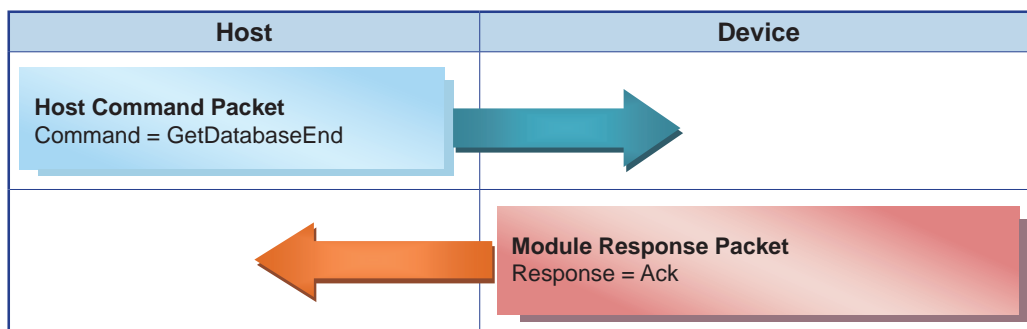 Host
Device
Host Command Packet
Command = GetDatabaseEnd
Module Response Packet
Response = Ack